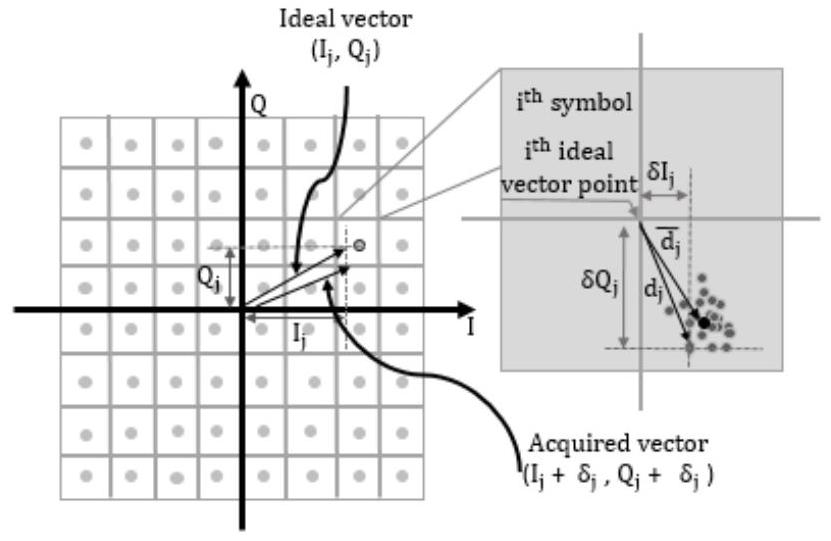 Ideal vector
(Iⱼ, Qⱼ)
Q
iᵗʰ symbol
iᵗʰ ideal
vector point
δIⱼ
d̅ⱼ
Qⱼ
δQⱼ
dⱼ
Iⱼ
I
Acquired vector
(Iⱼ + δⱼ , Qⱼ + δⱼ )